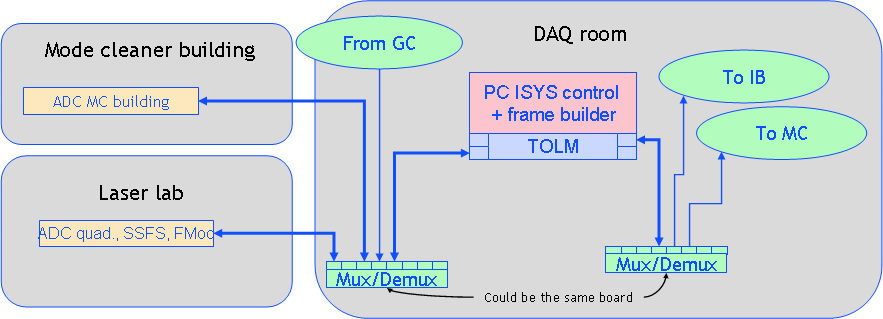 Mode cleaner building
ADC MC building
Laser lab
ADC quad., SSFS, FMod
DAQ room
From GC
PC ISYS control
+ frame builder
TOLM
To IB
To MC
Mux/Demux
Mux/Demux
Could be the same board